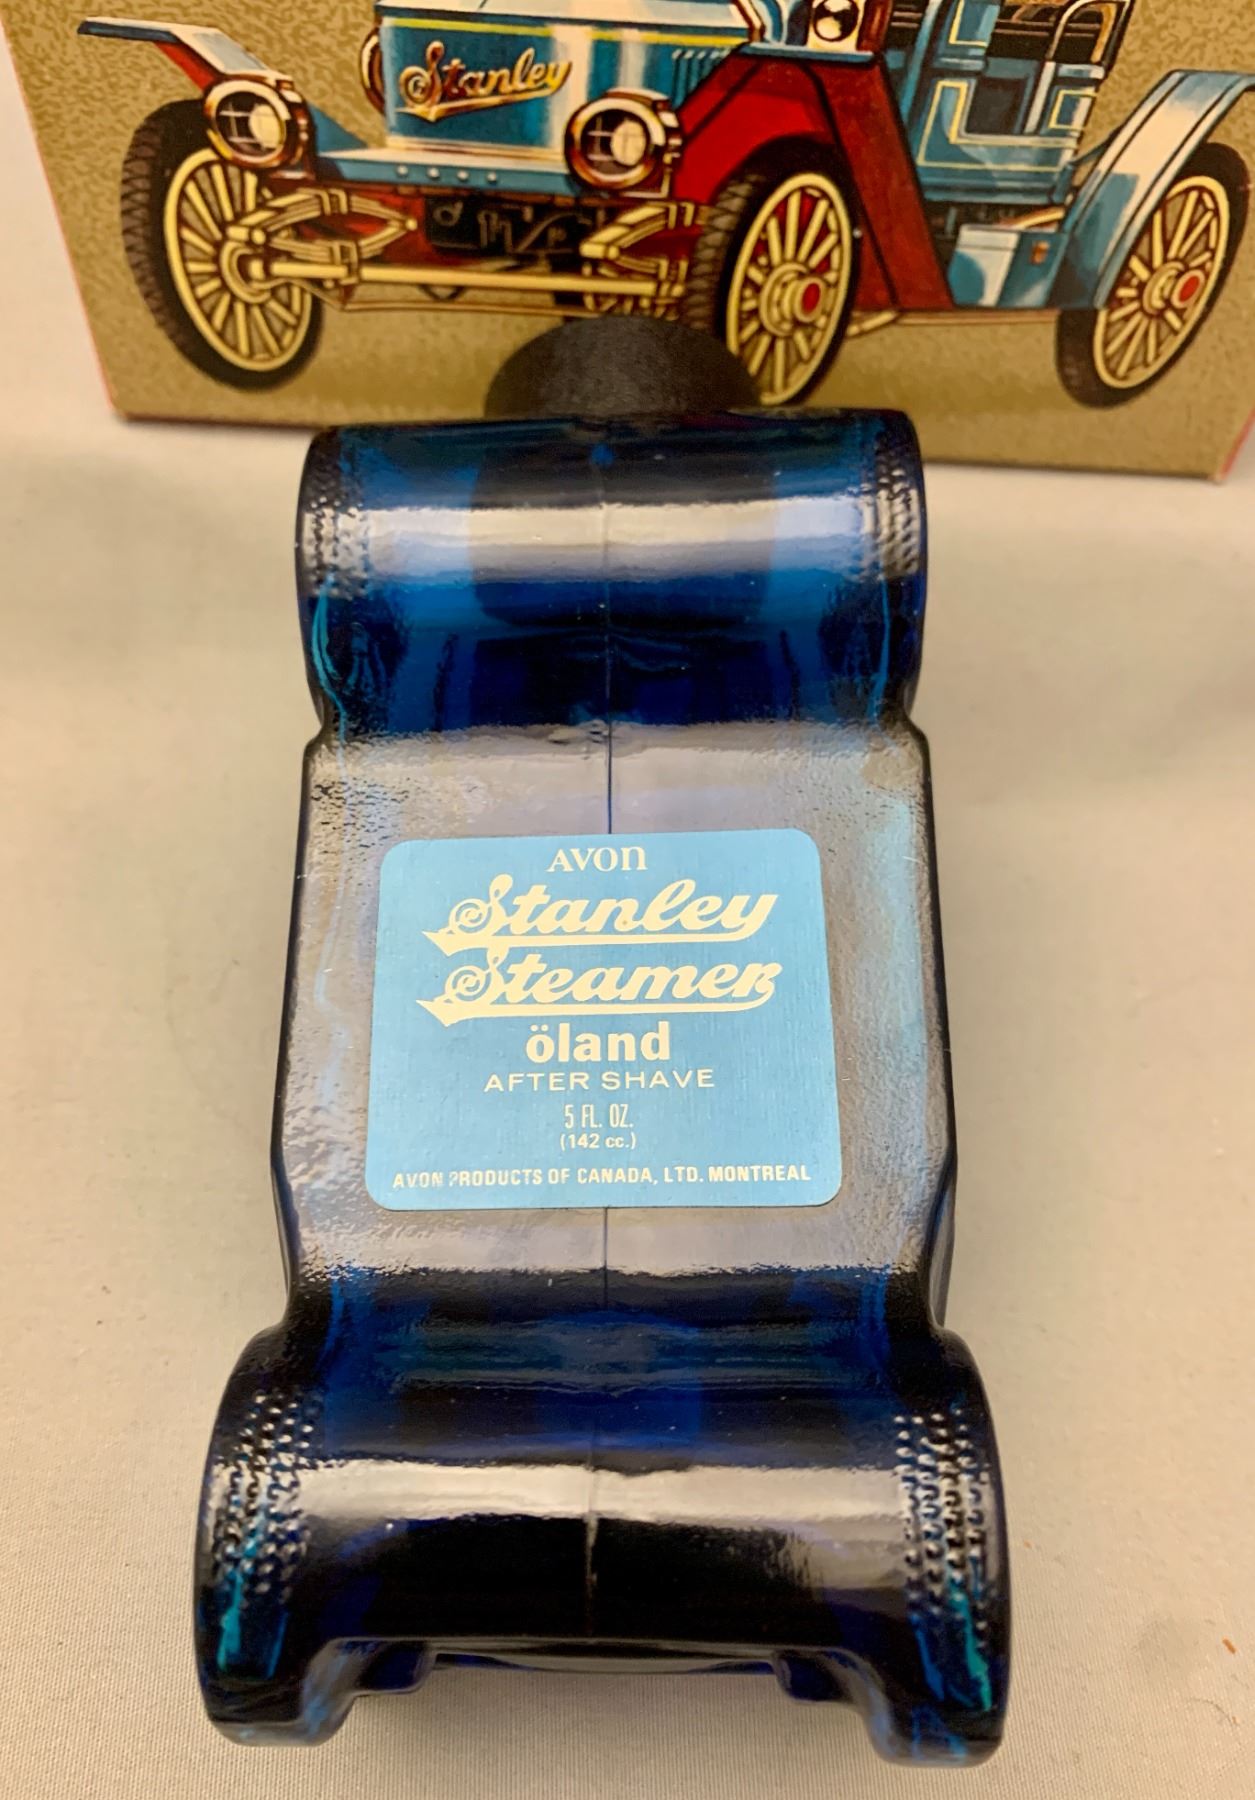 Stanley
AVON
Stanley
Steamer
öland
AFTER SHAVE
5 FL. OZ.
(142 cc.)
AVON PRODUCTS OF CANADA, LTD. MONTREAL